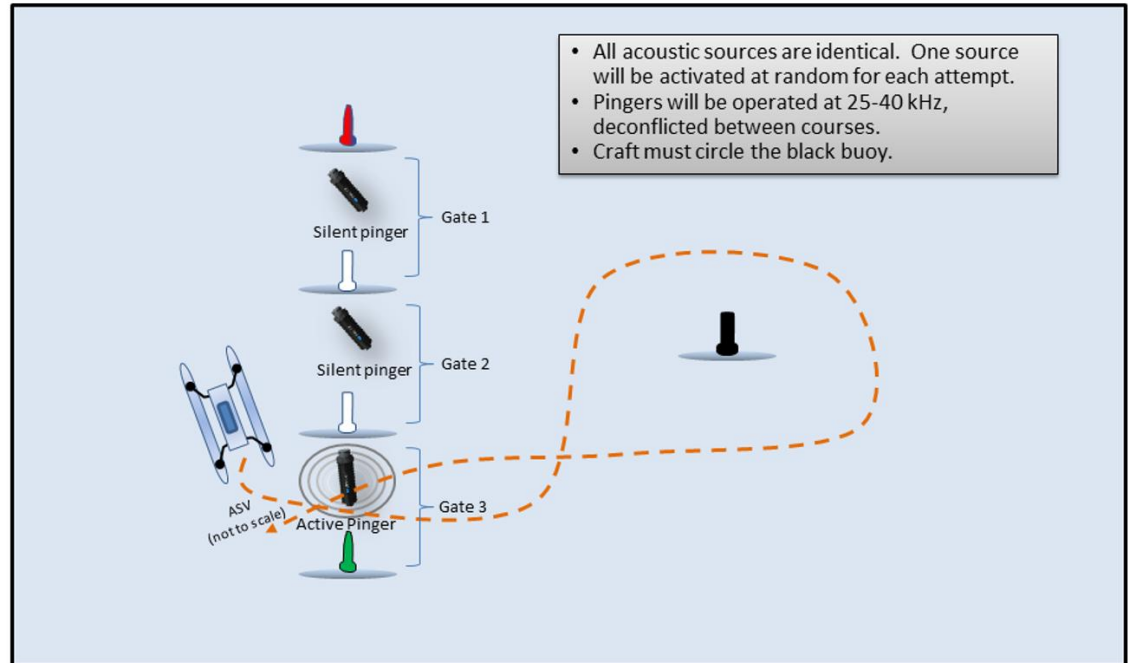 • All acoustic sources are identical.  One source
will be activated at random for each attempt.
• Pingers will be operated at 25-40 kHz,
deconflicted between courses.
• Craft must circle the black buoy.
Gate 1
Silent pinger
Gate 2
Silent pinger
Gate 3
ASV
(not to scale)
Active Pinger